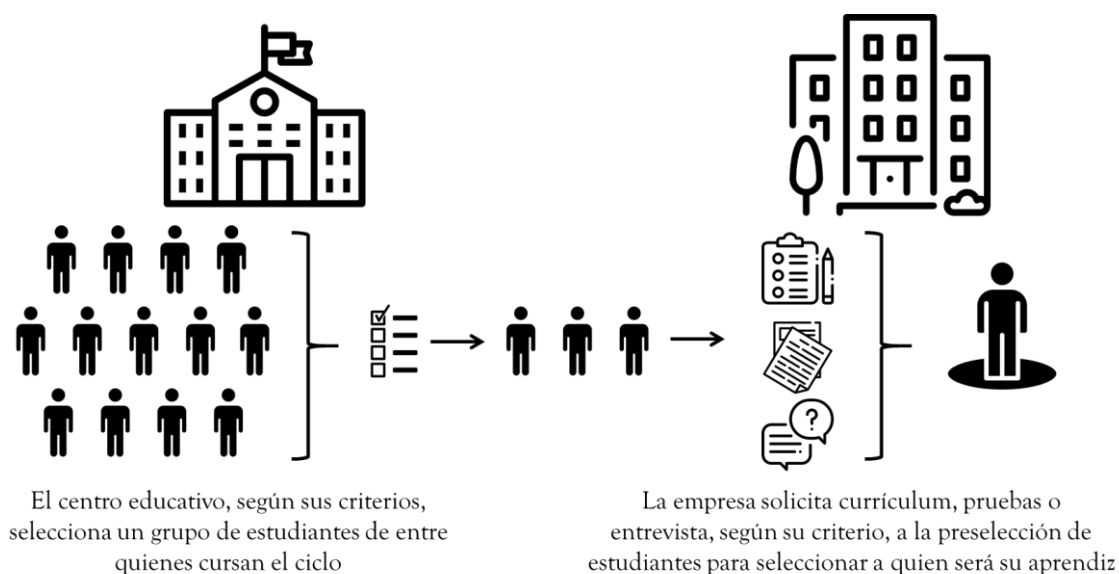 El centro educativo, según sus criterios,
selecciona un grupo de estudiantes de entre
quienes cursan el ciclo
La empresa solicita currículum, pruebas o
entrevista, según su criterio, a la preselección de
estudiantes para seleccionar a quien será su aprendiz